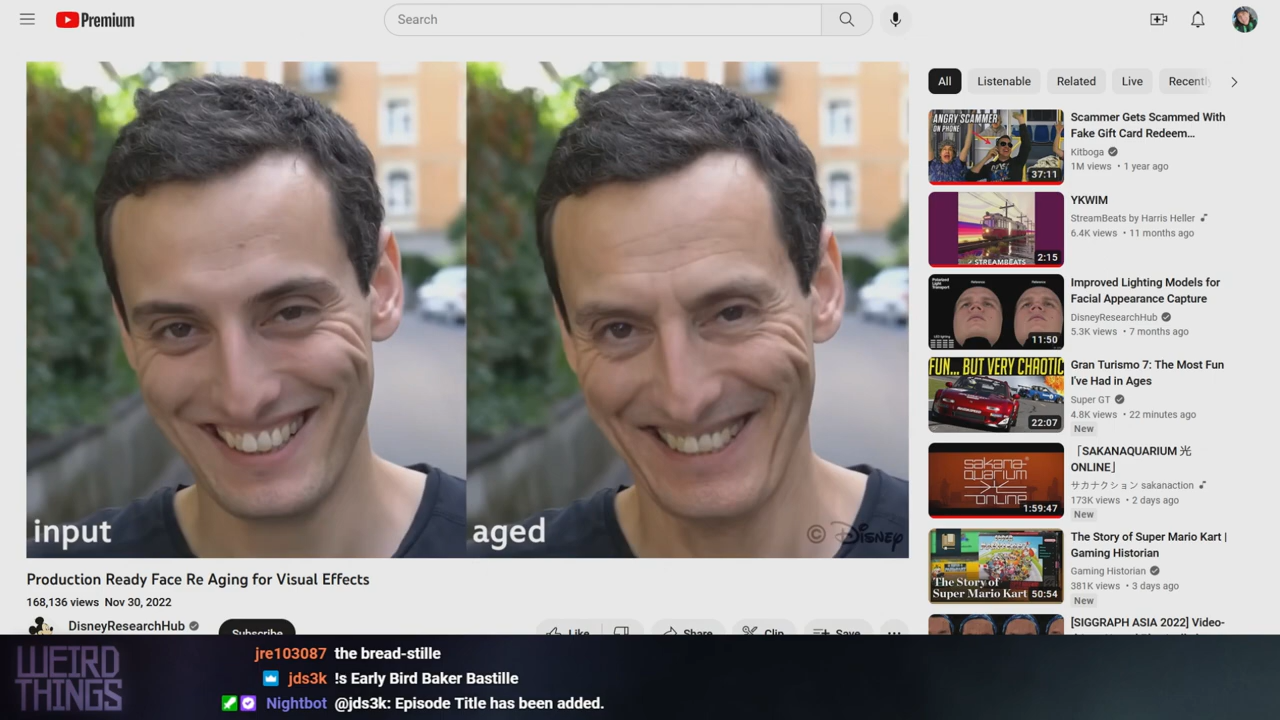 Premium
Search
input
aged
© Disney
Production Ready Face Re Aging for Visual Effects
168,136 views Nov 30, 2022
DisneyResearchHub
Subscribe
Like
Share
Clip
Save
All
Listenable
Related
Live
Recently
ANGRY SCAMMER
ON PHONE
37:11
Scammer Gets Scammed With
Fake Gift Card Redeem...
Kitboga
1M views • 1 year ago
STREAMBEATS
2:15
YKWIM
StreamBeats by Harris Heller
6.4K views • 11 months ago
11:50
Improved Lighting Models for
Facial Appearance Capture
DisneyResearchHub
5.3K views • 7 months ago
FUN... BUT VERY CHAOTIC
22:07
Gran Turismo 7: The Most Fun
I've Had in Ages
Super GT
4.8K views • 22 minutes ago
New
sakana-
quarium
online
1:59:47
「SAKANAQUARIUM 光
ONLINE」
サカナクション sakanaction
173K views • 2 days ago
New
The Story of
Super Mario Kart
50:54
The Story of Super Mario Kart |
Gaming Historian
Gaming Historian
381K views • 3 days ago
New
[SIGGRAPH ASIA 2022] Video-
WEIRD
THINGS
jre103087 the bread-stille
jds3k !s Early Bird Baker Bastille
Nightbot @jds3k: Episode Title has been added.